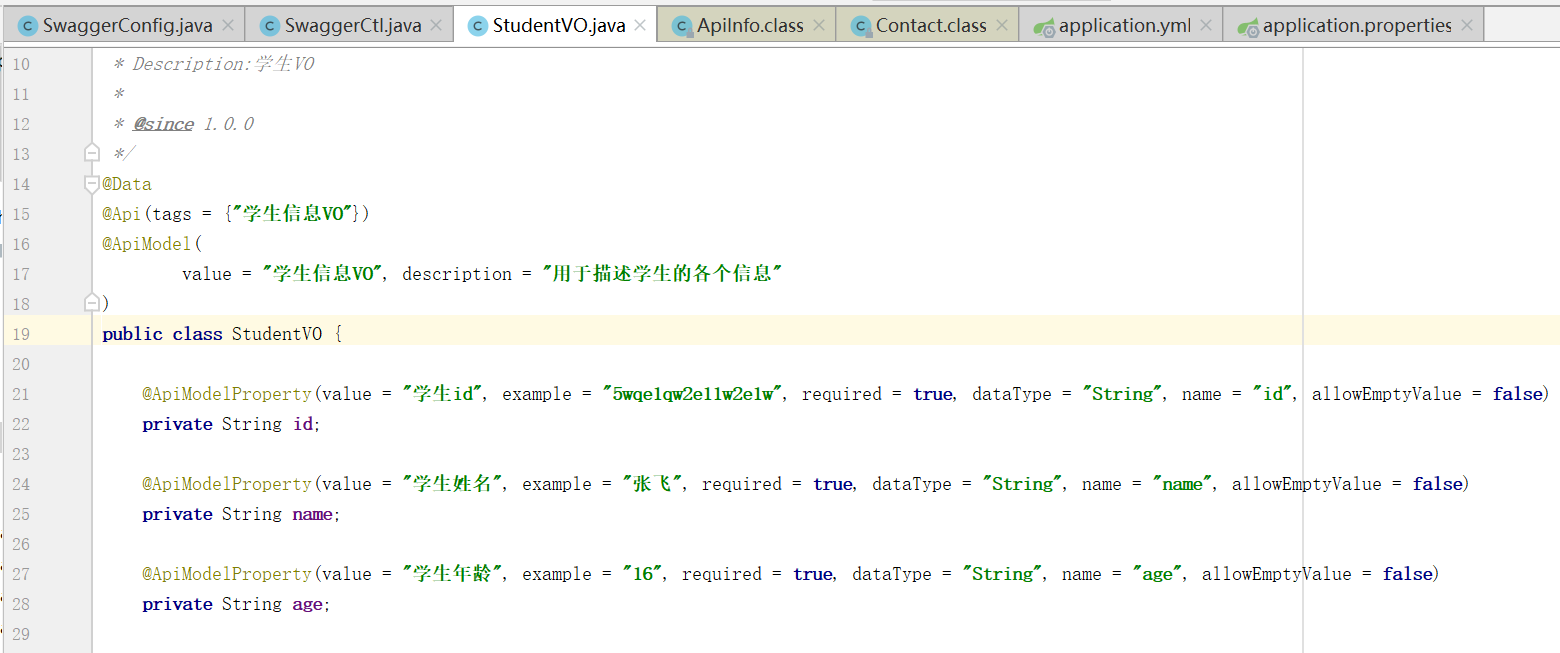 SwaggerConfig.java SwaggerCtl.java StudentVO.java ApiInfo.class Contact.class application.yml application.properties
10 * Description:学生VO
11 *
12 * @since 1.0.0
13 */
14 @Data
15 @Api(tags = {"学生信息VO"})
16 @ApiModel(
17 value = "学生信息VO", description = "用于描述学生的各个信息"
18 )
19 public class StudentVO {
20
21 @ApiModelProperty(value = "学生id", example = "5wqe1qw2e11w2e1w", required = true, dataType = "String", name = "id", allowEmptyValue = false)
22 private String id;
23
24 @ApiModelProperty(value = "学生姓名", example = "张飞", required = true, dataType = "String", name = "name", allowEmptyValue = false)
25 private String name;
26
27 @ApiModelProperty(value = "学生年龄", example = "16", required = true, dataType = "String", name = "age", allowEmptyValue = false)
28 private String age;
29